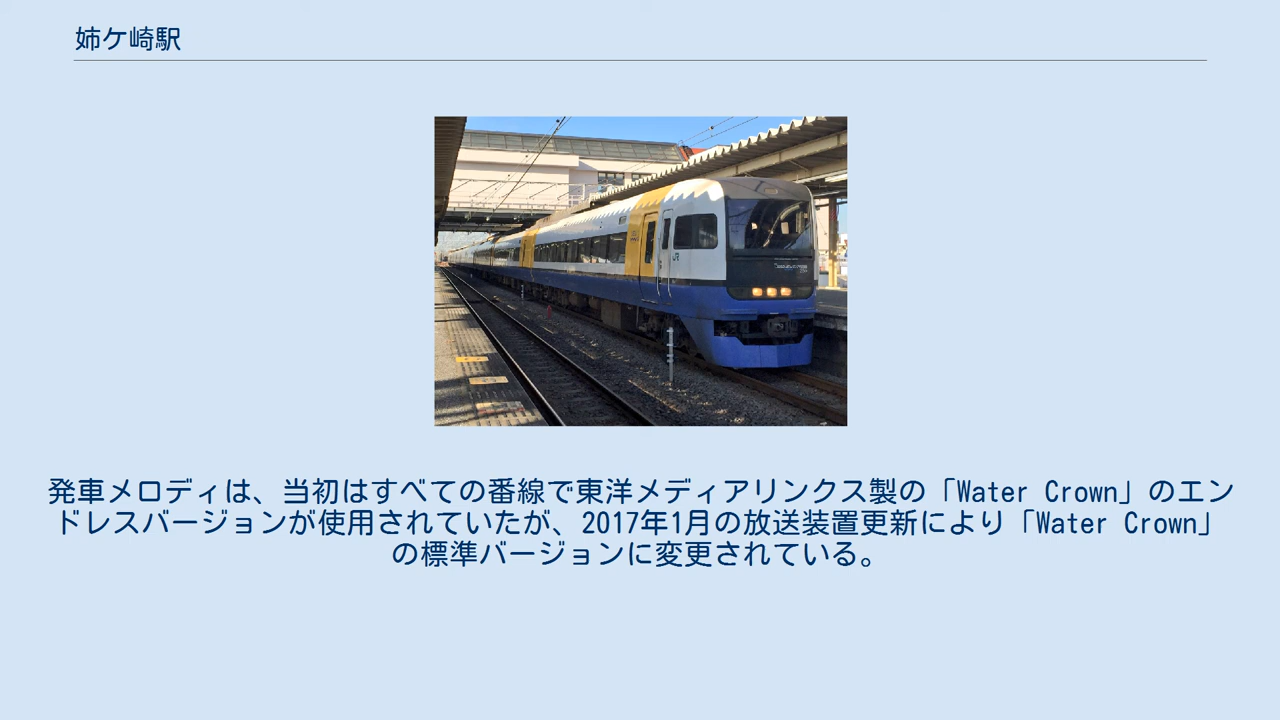 姉ケ崎駅
JR
発車メロディは、当初はすべての番線で東洋メディアリンクス製の「Water Crown」のエン
ドレスバージョンが使用されていたが、2017年1月の放送装置更新により「Water Crown」
の標準バージョンに変更されている。